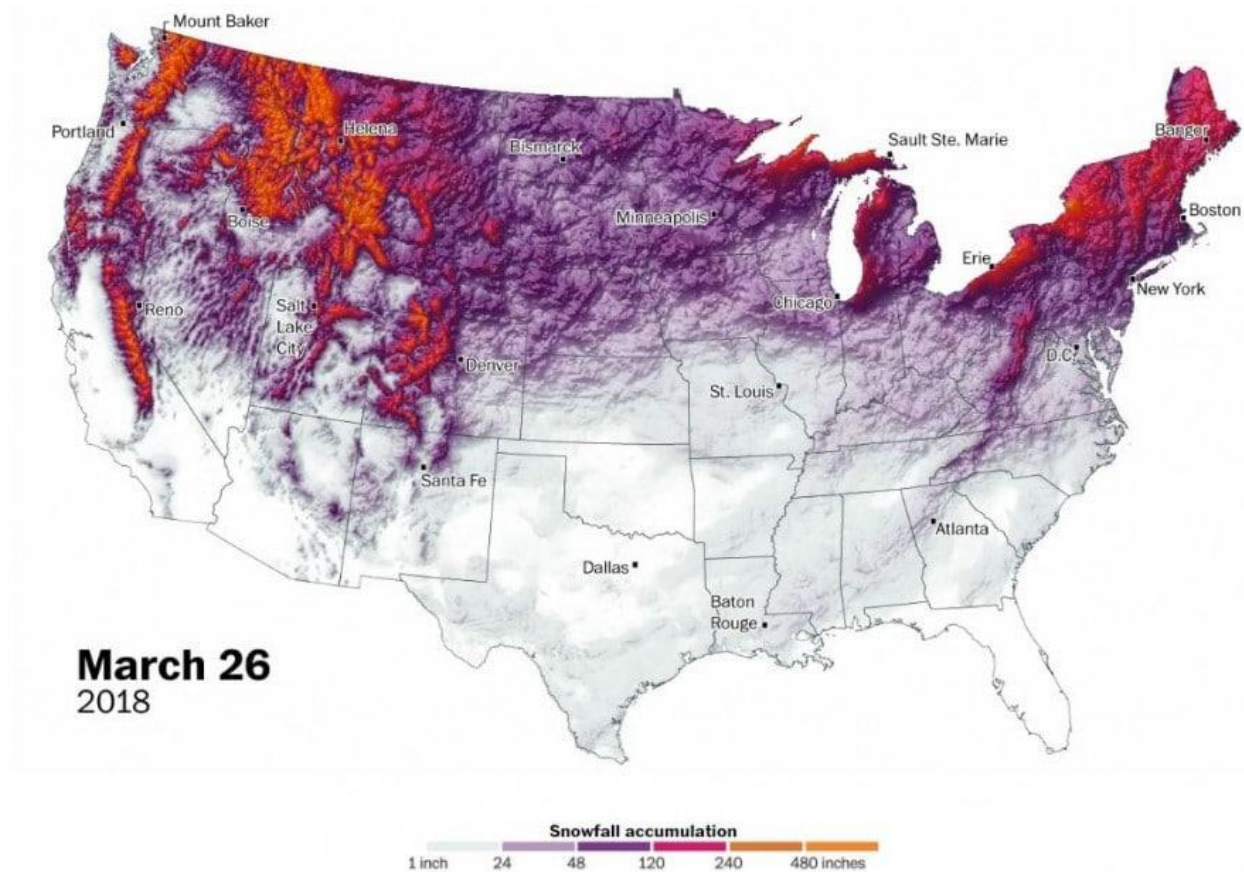 Mount Baker
Portland
Helena
Bismarck
Sault Ste. Marie
Bangor
Boise
Minneapolis
Boston
Erie
Reno
Salt
Lake
City
Chicago
New York
Denver
D.C.
St. Louis
Santa Fe
Atlanta
Dallas
Baton
Rouge
March 26
2018
Snowfall accumulation
1 inch 24 48 120 240 480 inches